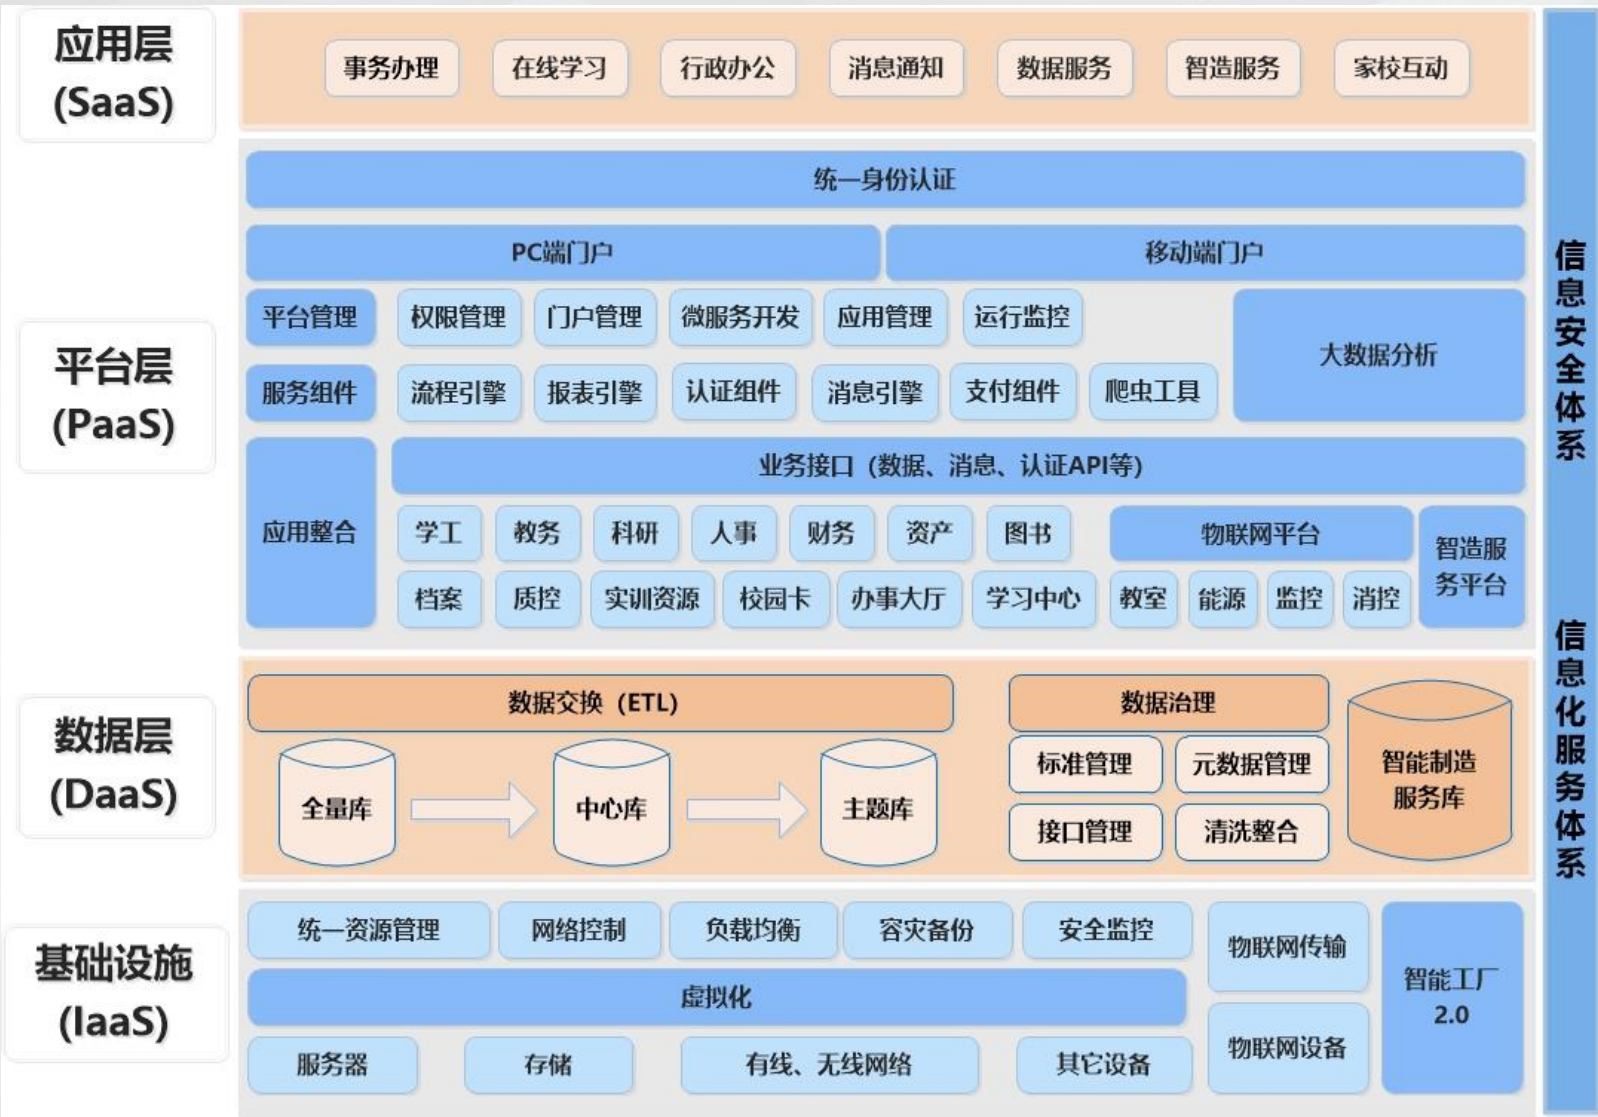 应用层
(SaaS)
事务办理
在线学习
行政办公
消息通知
数据服务
智造服务
家校互动
平台层
(PaaS)
统一身份认证
PC端门户
移动端门户
平台管理
权限管理
门户管理
微服务开发
应用管理
运行监控
大数据分析
服务组件
流程引擎
报表引擎
认证组件
消息引擎
支付组件
爬虫工具
应用整合
业务接口（数据、消息、认证API等）
学工
教务
科研
人事
财务
资产
图书
物联网平台
智造服
务平台
档案
质控
实训资源
校园卡
办事大厅
学习中心
教室
能源
监控
消控
数据层
(DaaS)
数据交换（ETL）
全量库
中心库
主题库
数据治理
标准管理
元数据管理
接口管理
清洗整合
智能制造
服务库
基础设施
(IaaS)
统一资源管理
网络控制
负载均衡
容灾备份
安全监控
物联网传输
智能工厂
2.0
虚拟化
服务器
存储
有线、无线网络
其它设备
物联网设备
信息安全体系
信息化服务体系